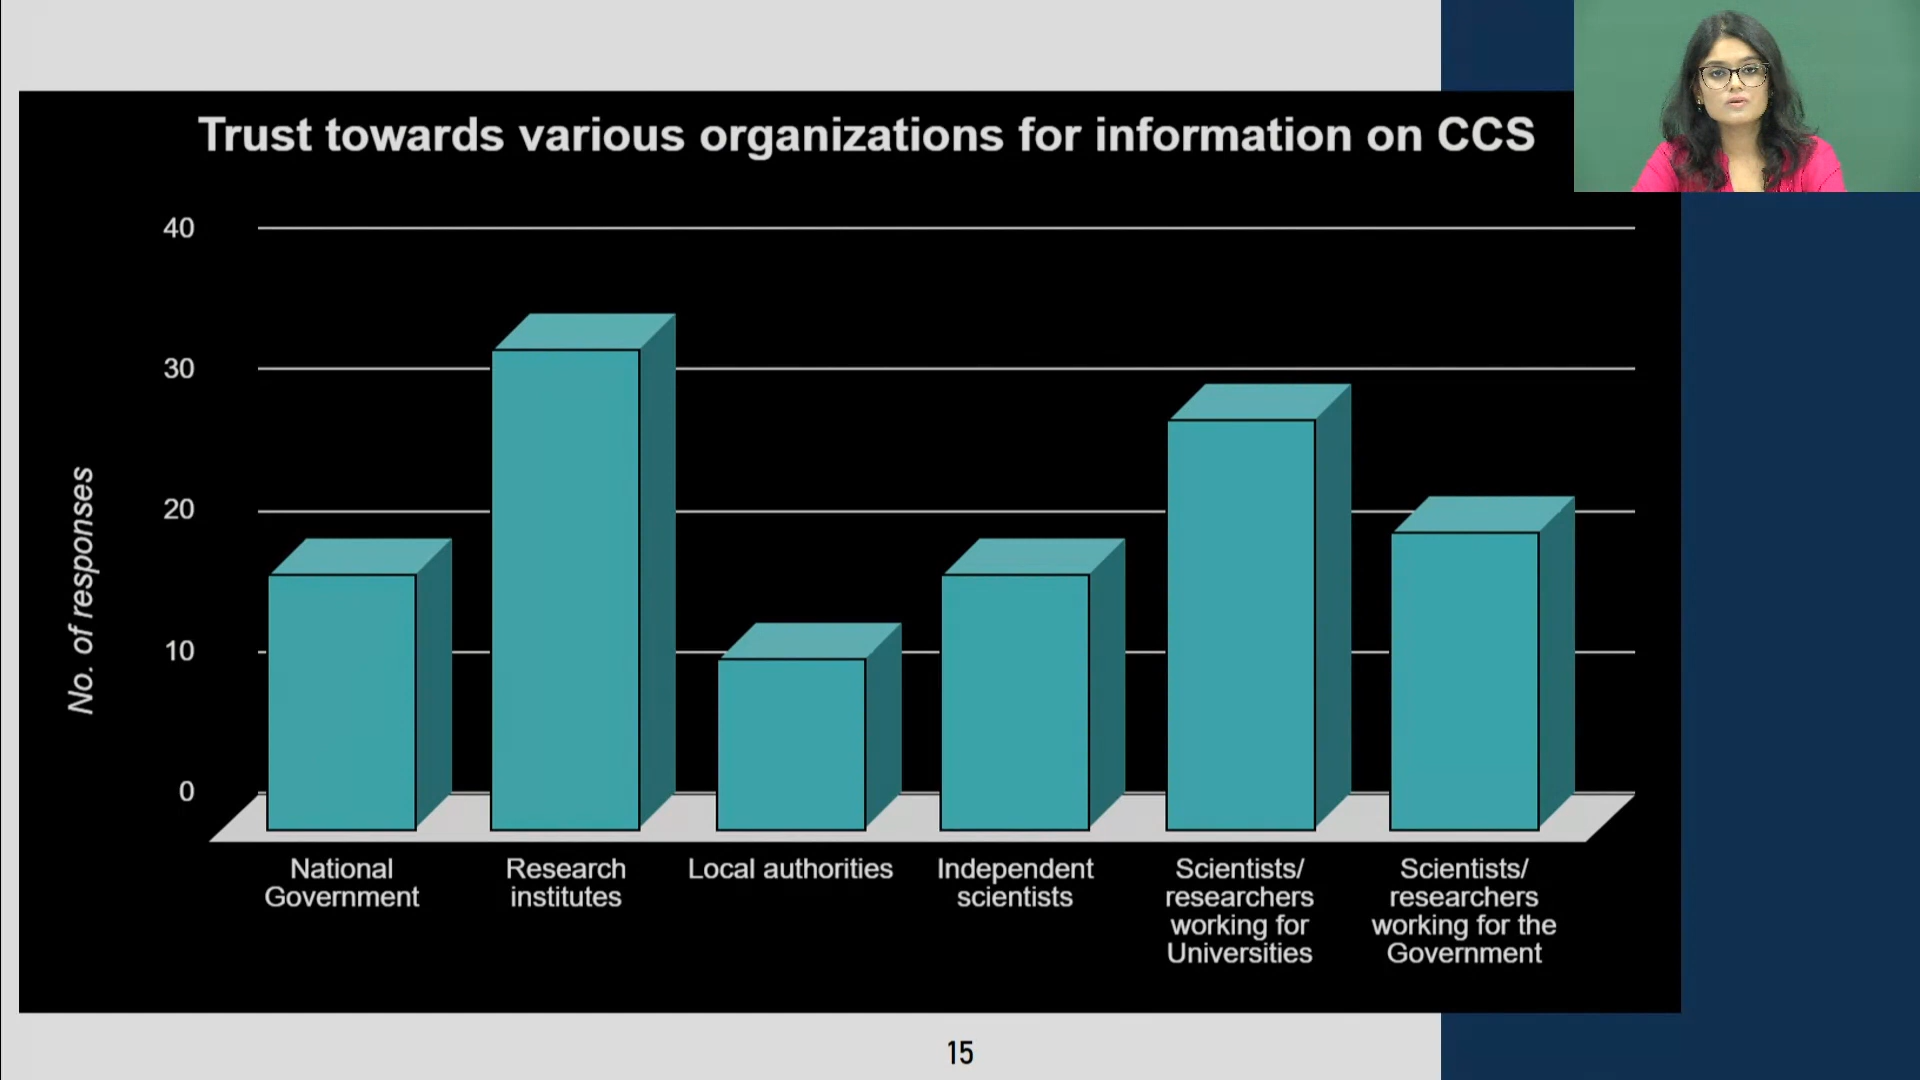 Trust towards various organizations for information on CCS
40
30
20
10
0
No. of responses
National
Government
Research
institutes
Local authorities
Independent
scientists
Scientists/
researchers
working for
Universities
Scientists/
researchers
working for the
Government
15